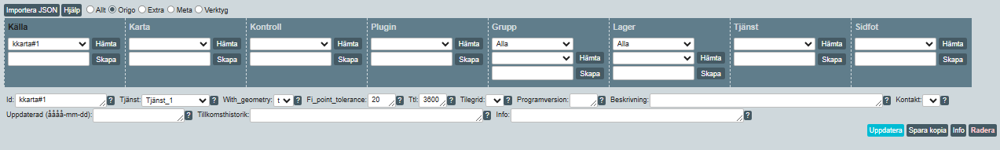 Importera JSON Hjälp Allt Origo Extra Meta Verktyg
Källa Karta Kontroll Plugin Grupp Lager Tjänst Sidfot
kkarta#1 Hämta Hämta Hämta Hämta Alla Alla Hämta Hämta
Skapa Skapa Skapa Skapa Hämta Hämta Skapa Skapa
Skapa Skapa
Id: kkarta#1 ? Tjänst: Tjänst_1 ? With_geometry: t ? Fi_point_tolerance: 20 ? Ttl: 3600 ? Tilegrid: ? Programversion: ? Beskrivning: ? Kontakt: ?
Uppdaterad (åååå-mm-dd): ? Tillkomsthistorik: ? Info: ?
Uppdatera Spara kopia Info Radera